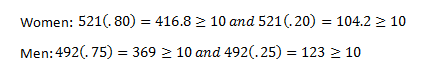 Women: 521(.80) = 416.8 ≥ 10 and 521(.20) = 104.2 ≥ 10
Men: 492(.75) = 369 ≥ 10 and 492(.25) = 123 ≥ 10